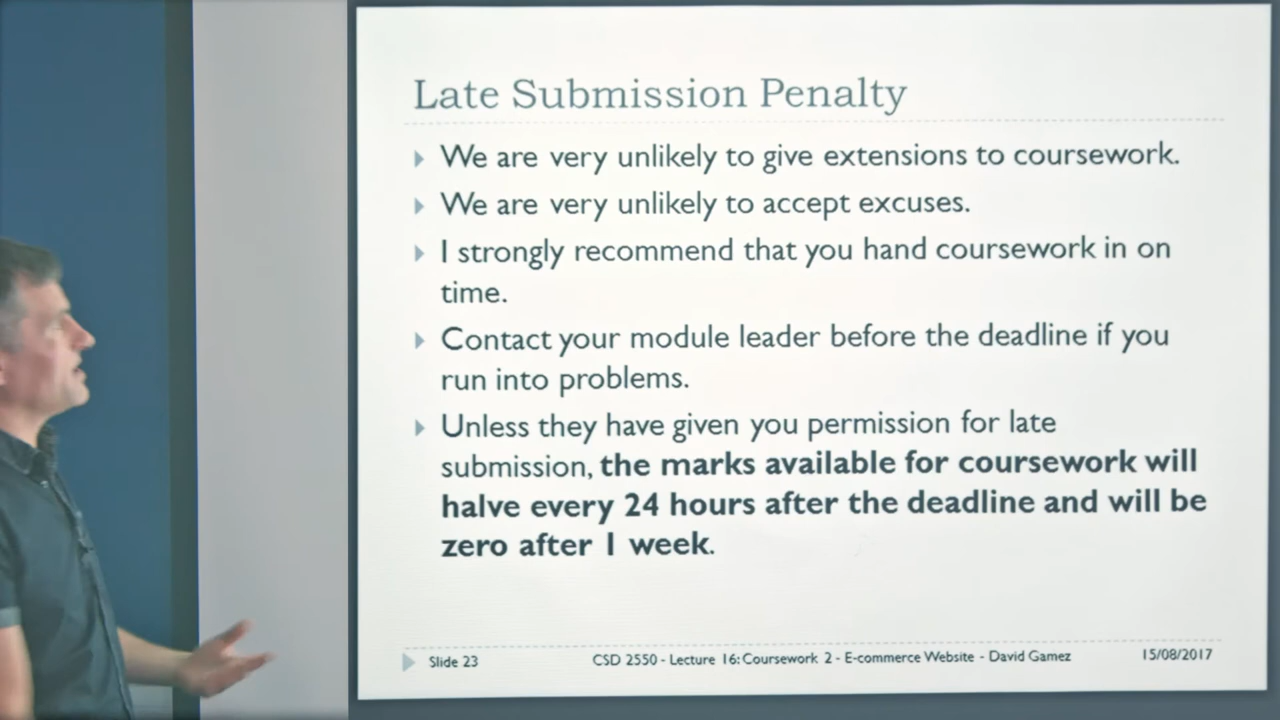 Late Submission Penalty
We are very unlikely to give extensions to coursework.
We are very unlikely to accept excuses.
I strongly recommend that you hand coursework in on
time.
Contact your module leader before the deadline if you
run into problems.
Unless they have given you permission for late
submission, the marks available for coursework will
halve every 24 hours after the deadline and will be
zero after 1 week.
Slide 23 CSD 2550 - Lecture 16: Coursework 2 - E-commerce Website - David Gamez 15/08/2017